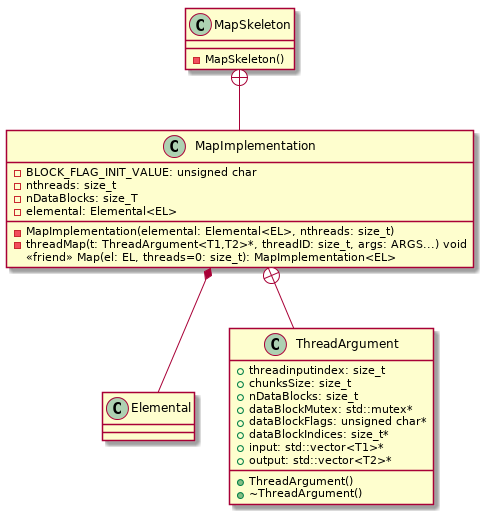 C MapSkeleton
MapSkeleton()
C MapImplementation
BLOCK_FLAG_INIT_VALUE: unsigned char
nthreads: size_t
nDataBlocks: size_T
elemental: Elemental<EL>
MapImplementation(elemental: Elemental<EL>, nthreads: size_t)
threadMap(t: ThreadArgument<T1,T2>*, threadID: size_t, args: ARGS...) void
«friend» Map(el: EL, threads=0: size_t): MapImplementation<EL>
C Elemental
C ThreadArgument
threadinputindex: size_t
chunksSize: size_t
nDataBlocks: size_t
dataBlockMutex: std::mutex*
dataBlockFlags: unsigned char*
dataBlockIndices: size_t*
input: std::vector<T1>*
output: std::vector<T2>*
ThreadArgument()
~ThreadArgument()